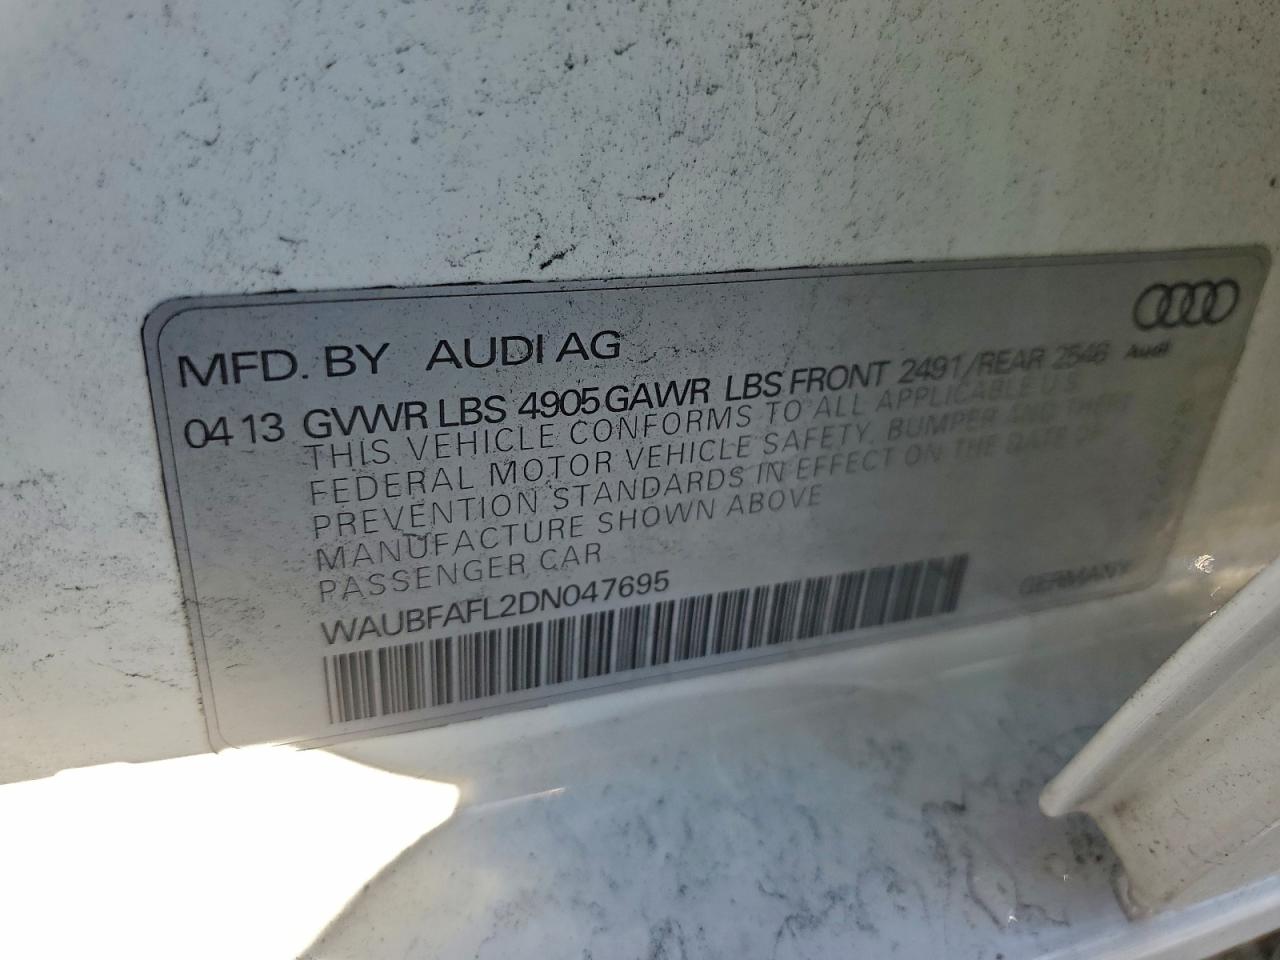 MFD. BY AUDI AG
Audi
04 13 GVWR LBS 4905 GAWR LBS FRONT 2491/REAR 2546
THIS VEHICLE CONFORMS TO ALL APPLICABLE U.S.
FEDERAL MOTOR VEHICLE SAFETY, BUMPER AND THEFT
PREVENTION STANDARDS IN EFFECT ON THE DATE OF
MANUFACTURE SHOWN ABOVE
PASSENGER CAR
WAUBFAFL2DN047695
GERMANY